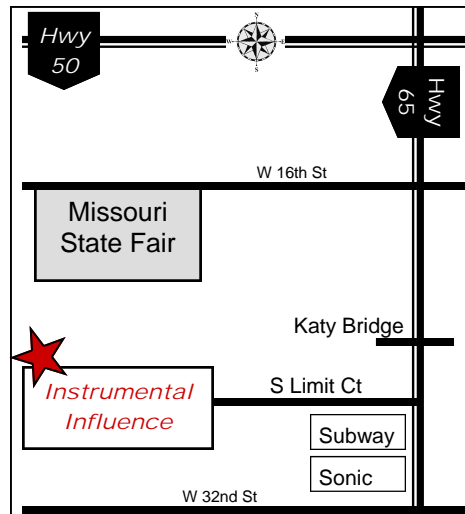 Hwy
50
S
W
E
S
Hwy
65
W 16th St
Missouri
State Fair
Katy Bridge
Instrumental
Influence
S Limit Ct
Subway
Sonic
W 32nd St